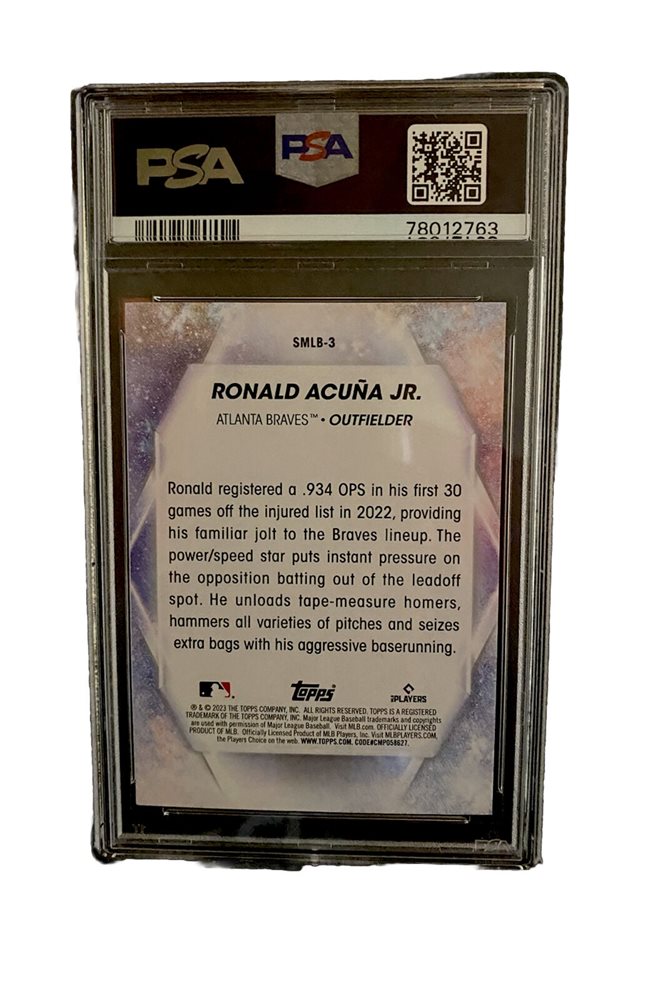 PSA PSA
78012763
SMLB-3
RONALD ACUÑA JR.
ATLANTA BRAVES™ • OUTFIELDER
Ronald registered a .934 OPS in his first 30
games off the injured list in 2022, providing
his familiar jolt to the Braves lineup. The
power/speed star puts instant pressure on
the opposition batting out of the leadoff
spot. He unloads tape-measure homers,
hammers all varieties of pitches and seizes
extra bags with his aggressive baserunning.
Topps PLAYERS
® & © 2023 THE TOPPS COMPANY, INC. ALL RIGHTS RESERVED. TOPPS IS A REGISTERED
TRADEMARK OF THE TOPPS COMPANY, INC. Major League Baseball trademarks and copyrights
are used with permission of Major League Baseball. Visit MLB.com. OFFICIALLY LICENSED
PRODUCT OF MLB. Officially Licensed Product of MLB Players, Inc. Visit MLBPLAYERS.COM,
the Players Choice on the web. WWW.TOPPS.COM. CODE#CMP058627.
PSA